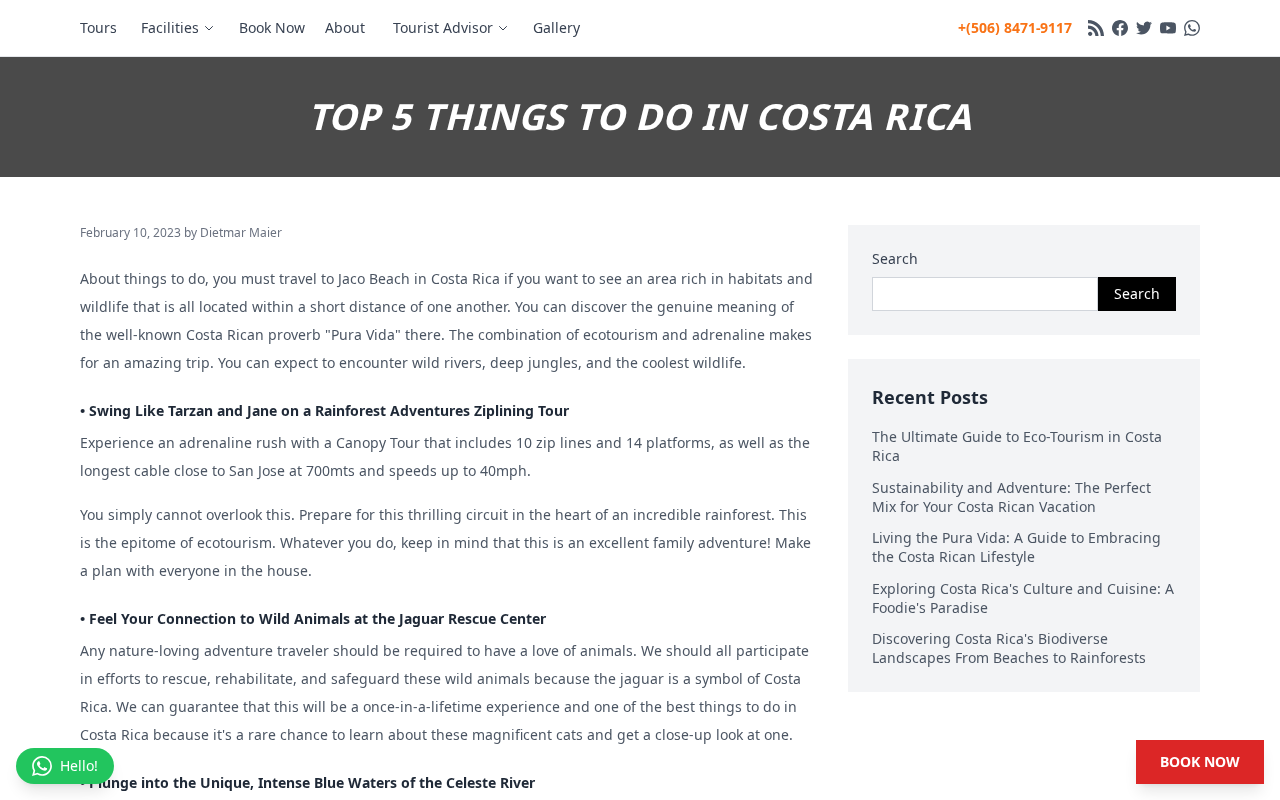 Tours Facilities Book Now About Tourist Advisor Gallery +(506) 8471-9117
TOP 5 THINGS TO DO IN COSTA RICA
February 10, 2023 by Dietmar Maier
About things to do, you must travel to Jaco Beach in Costa Rica if you want to see an area rich in habitats and
wildlife that is all located within a short distance of one another. You can discover the genuine meaning of
the well-known Costa Rican proverb "Pura Vida" there. The combination of ecotourism and adrenaline makes
for an amazing trip. You can expect to encounter wild rivers, deep jungles, and the coolest wildlife.
• Swing Like Tarzan and Jane on a Rainforest Adventures Ziplining Tour
Experience an adrenaline rush with a Canopy Tour that includes 10 zip lines and 14 platforms, as well as the
longest cable close to San Jose at 700mts and speeds up to 40mph.
You simply cannot overlook this. Prepare for this thrilling circuit in the heart of an incredible rainforest. This
is the epitome of ecotourism. Whatever you do, keep in mind that this is an excellent family adventure! Make
a plan with everyone in the house.
• Feel Your Connection to Wild Animals at the Jaguar Rescue Center
Any nature-loving adventure traveler should be required to have a love of animals. We should all participate
in efforts to rescue, rehabilitate, and safeguard these wild animals because the jaguar is a symbol of Costa
Rica. We can guarantee that this will be a once-in-a-lifetime experience and one of the best things to do in
Costa Rica because it's a rare chance to learn about these magnificent cats and get a close-up look at one.
• Plunge into the Unique, Intense Blue Waters of the Celeste River
Search
Search
Recent Posts
The Ultimate Guide to Eco-Tourism in Costa
Rica
Sustainability and Adventure: The Perfect
Mix for Your Costa Rican Vacation
Living the Pura Vida: A Guide to Embracing
the Costa Rican Lifestyle
Exploring Costa Rica's Culture and Cuisine: A
Foodie's Paradise
Discovering Costa Rica's Biodiverse
Landscapes From Beaches to Rainforests
Hello!
BOOK NOW